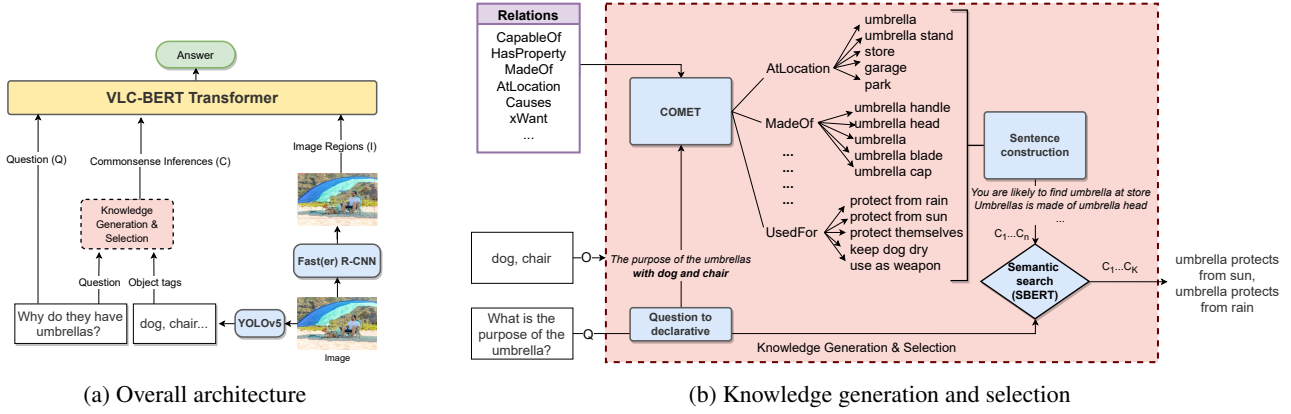 Answer
VLC-BERT Transformer
Question (Q)
Commonsense Inferences (C)
Image Regions (I)
Knowledge
Generation &
Selection
Fast(er) R-CNN
Question
Object tags
Why do they have
umbrellas?
dog, chair...
YOLOv5
Image
(a) Overall architecture
Relations
CapableOf
HasProperty
MadeOf
AtLocation
Causes
xWant
...
COMET
AtLocation
umbrella
umbrella stand
store
garage
park
MadeOf
umbrella handle
umbrella head
umbrella
umbrella blade
umbrella cap
...
...
...
...
...
...
UsedFor
protect from rain
protect from sun
protect themselves
keep dog dry
use as weapon
Sentence
construction
You are likely to find umbrella at store
Umbrellas is made of umbrella head
...
C1...Cn
Semantic
search
(SBERT)
C1...CK
umbrella protects
from sun,
umbrella protects
from rain
dog, chair
O
The purpose of the umbrellas
with dog and chair
What is the
purpose of the
umbrella?
Q
Question to
declarative
Knowledge Generation & Selection
(b) Knowledge generation and selection